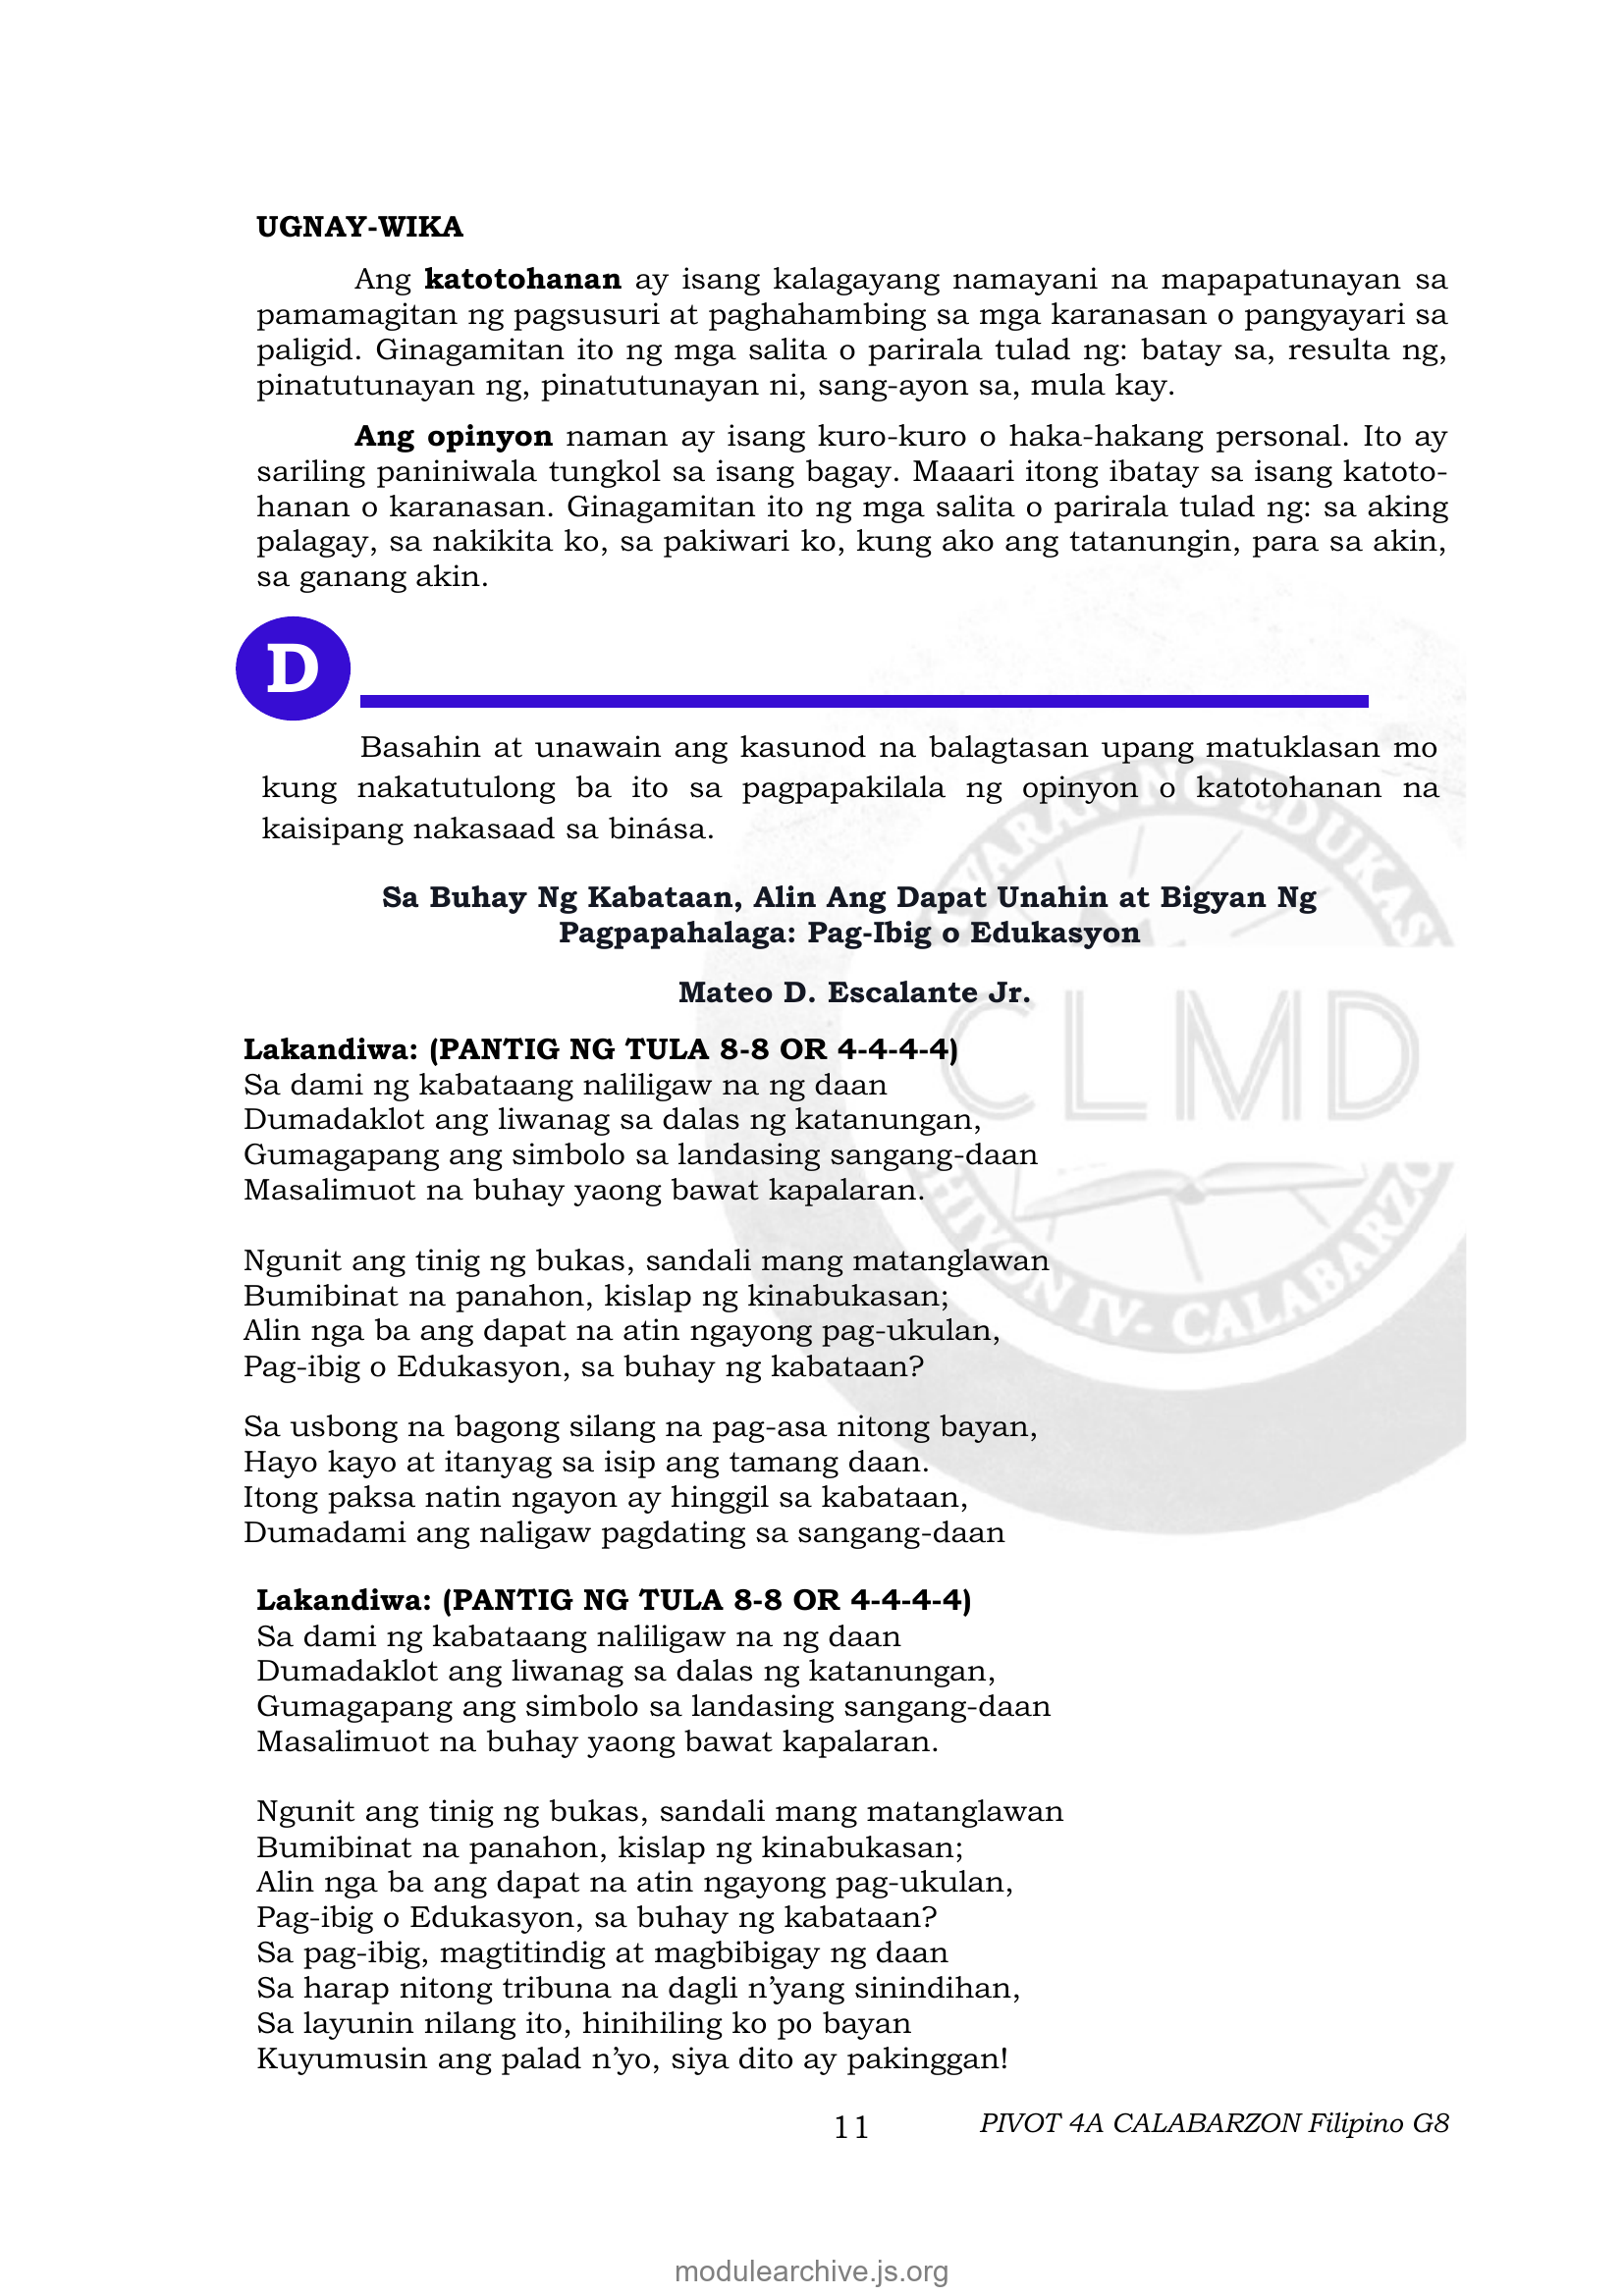 UGNAY-WIKA
Ang katotohanan ay isang kalagayang namayani na mapapatunayan sa
pamamagitan ng pagsusuri at paghahambing sa mga karanasan o pangyayari sa
paligid. Ginagamitan ito ng mga salita o parirala tulad ng: batay sa, resulta ng,
pinatutunayan ng, pinatutunayan ni, sang-ayon sa, mula kay.
Ang opinyon naman ay isang kuro-kuro o haka-hakang personal. Ito ay
sariling paniniwala tungkol sa isang bagay. Maaari itong ibatay sa isang katoto-
hanan o karanasan. Ginagamitan ito ng mga salita o parirala tulad ng: sa aking
palagay, sa nakikita ko, sa pakiwari ko, kung ako ang tatanungin, para sa akin,
sa ganang akin.
D
Basahin at unawain ang kasunod na balagtasan upang matuklasan mo
kung nakatutulong ba ito sa pagpapakilala ng opinyon o katotohanan na
kaisipang nakasaad sa binása.
Sa Buhay Ng Kabataan, Alin Ang Dapat Unahin at Bigyan Ng
Pagpapahalaga: Pag-Ibig o Edukasyon
Mateo D. Escalante Jr.
Lakandiwa: (PANTIG NG TULA 8-8 OR 4-4-4-4)
Sa dami ng kabataang naliligaw na ng daan
Dumadaklot ang liwanag sa dalas ng katanungan,
Gumagapang ang simbolo sa landasing sangang-daan
Masalimuot na buhay yaong bawat kapalaran.
Ngunit ang tinig ng bukas, sandali mang matanglawan
Bumibinat na panahon, kislap ng kinabukasan;
Alin nga ba ang dapat na atin ngayong pag-ukulan,
Pag-ibig o Edukasyon, sa buhay ng kabataan?
Sa usbong na bagong silang na pag-asa nitong bayan,
Hayo kayo at itanyag sa isip ang tamang daan.
Itong paksa natin ngayon ay hinggil sa kabataan,
Dumadami ang naligaw pagdating sa sangang-daan
Lakandiwa: (PANTIG NG TULA 8-8 OR 4-4-4-4)
Sa dami ng kabataang naliligaw na ng daan
Dumadaklot ang liwanag sa dalas ng katanungan,
Gumagapang ang simbolo sa landasing sangang-daan
Masalimuot na buhay yaong bawat kapalaran.
Ngunit ang tinig ng bukas, sandali mang matanglawan
Bumibinat na panahon, kislap ng kinabukasan;
Alin nga ba ang dapat na atin ngayong pag-ukulan,
Pag-ibig o Edukasyon, sa buhay ng kabataan?
Sa pag-ibig, magtitindig at magbibigay ng daan
Sa harap nitong tribuna na dagli n’yang sinindihan,
Sa layunin nilang ito, hinihiling ko po bayan
Kuyumusin ang palad n’yo, siya dito ay pakinggan!
CLMD
IV- CALABARZO
11
PIVOT 4A CALABARZON Filipino G8
modulearchive.js.org